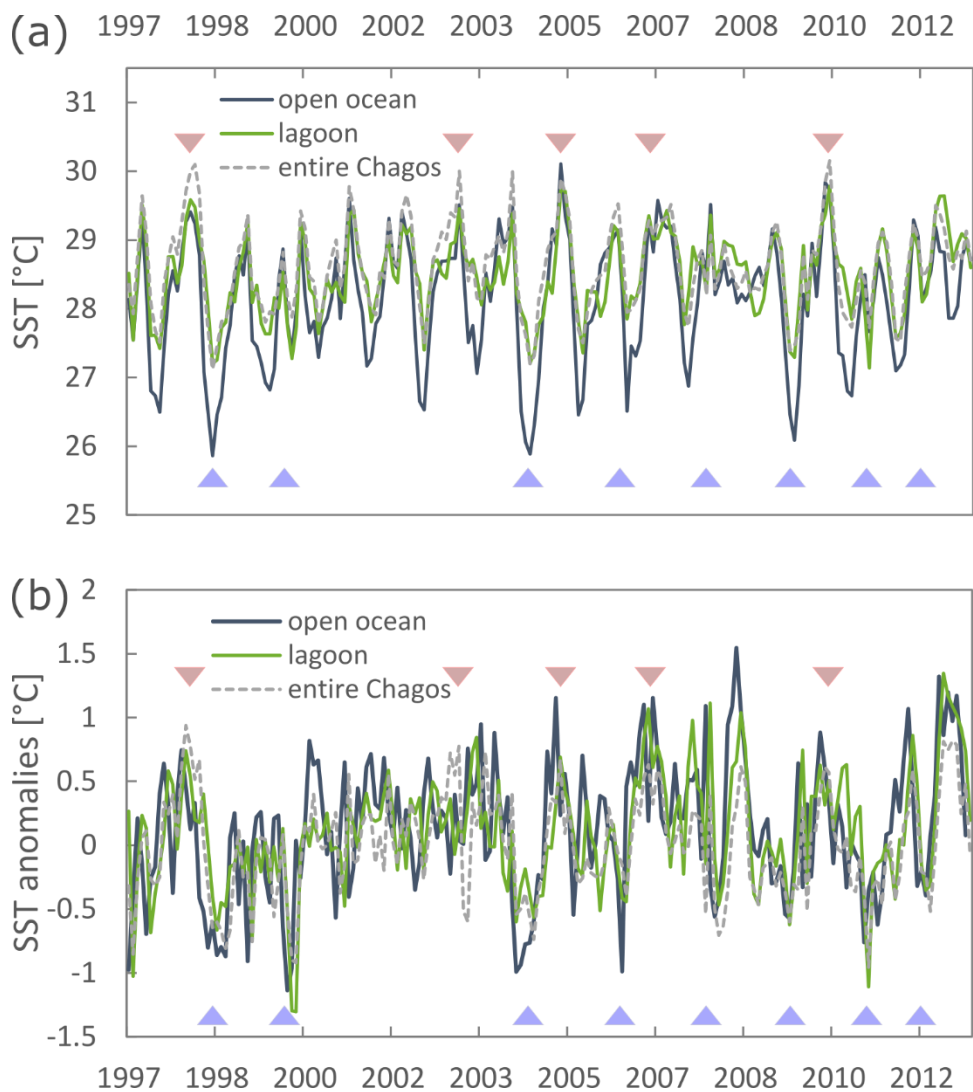 (a)
1997 1998 2000 2002 2003 2005 2007 2008 2010 2012
SST [°C]
31
30
29
28
27
26
25
open ocean
lagoon
entire Chagos
(b)
SST anomalies [°C]
2
1.5
1
0.5
0
-0.5
-1
-1.5
open ocean
lagoon
entire Chagos
1997 1998 2000 2002 2003 2005 2007 2008 2010 2012